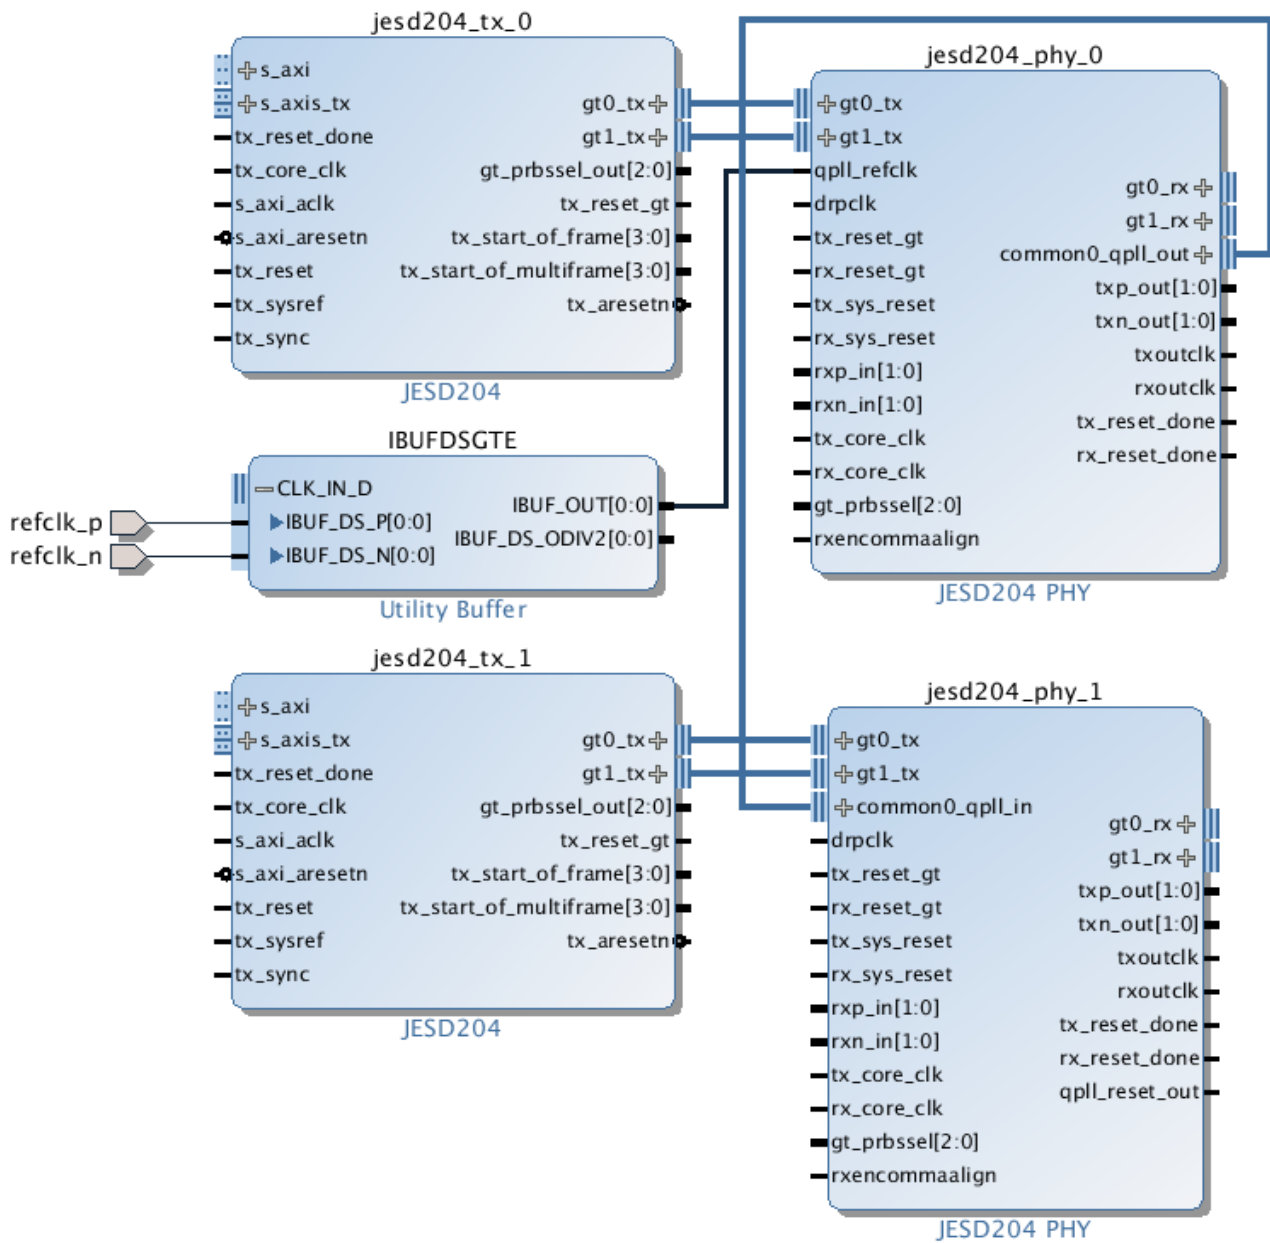 jesd204_tx_0
s_axi
s_axis_tx
tx_reset_done
tx_core_clk
s_axi_aclk
s_axi_aresetn
tx_reset
tx_sysref
tx_sync
gt0_tx
gt1_tx
gt_prbssel_out[2:0]
tx_reset_gt
tx_start_of_frame[3:0]
tx_start_of_multiframe[3:0]
tx_aresetn
JESD204
jesd204_phy_0
gt0_tx
gt1_tx
qpll_refclk
drpclk
tx_reset_gt
rx_reset_gt
tx_sys_reset
rx_sys_reset
rxp_in[1:0]
rxn_in[1:0]
tx_core_clk
rx_core_clk
gt_prbssel[2:0]
rxencommaalign
gt0_rx
gt1_rx
common0_qpll_out
txp_out[1:0]
txn_out[1:0]
txoutclk
rxoutclk
tx_reset_done
rx_reset_done
JESD204 PHY
IBUFDSGTE
refclk_p
refclk_n
CLK_IN_D
IBUF_DS_P[0:0]
IBUF_DS_N[0:0]
IBUF_OUT[0:0]
IBUF_DS_ODIV2[0:0]
Utility Buffer
jesd204_tx_1
s_axi
s_axis_tx
tx_reset_done
tx_core_clk
s_axi_aclk
s_axi_aresetn
tx_reset
tx_sysref
tx_sync
gt0_tx
gt1_tx
gt_prbssel_out[2:0]
tx_reset_gt
tx_start_of_frame[3:0]
tx_start_of_multiframe[3:0]
tx_aresetn
JESD204
jesd204_phy_1
gt0_tx
gt1_tx
common0_qpll_in
drpclk
tx_reset_gt
rx_reset_gt
tx_sys_reset
rx_sys_reset
rxp_in[1:0]
rxn_in[1:0]
tx_core_clk
rx_core_clk
gt_prbssel[2:0]
rxencommaalign
gt0_rx
gt1_rx
txp_out[1:0]
txn_out[1:0]
txoutclk
rxoutclk
tx_reset_done
rx_reset_done
qpll_reset_out
JESD204 PHY